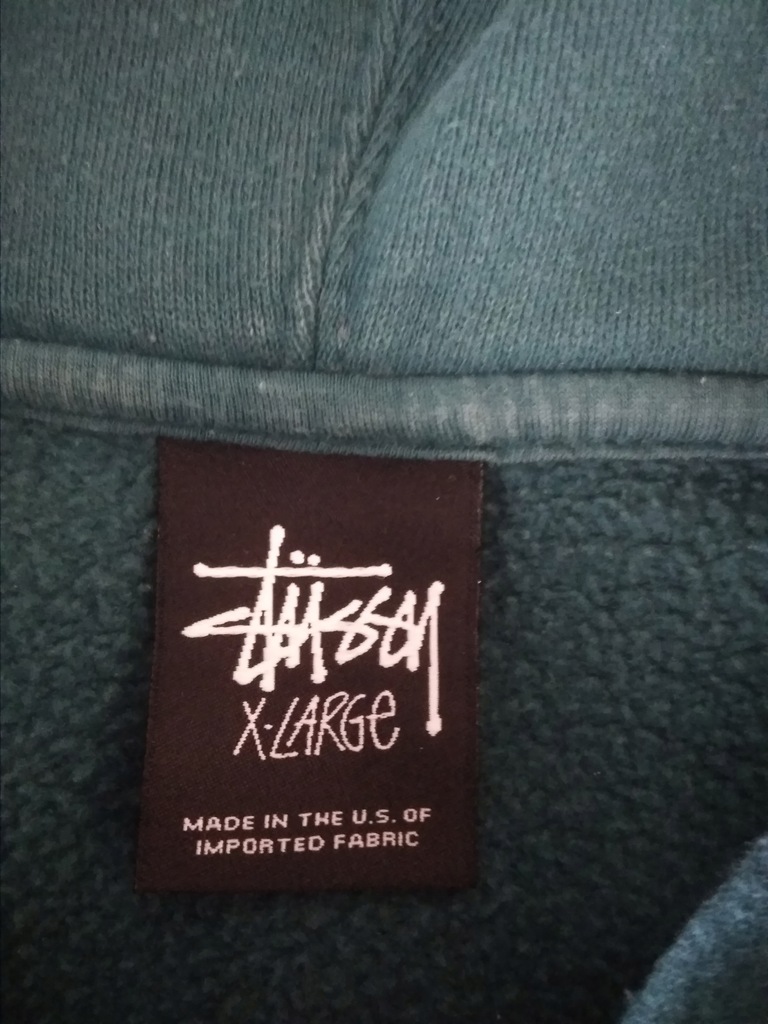 Stüssy
X-LARGe
MADE IN THE U.S. OF
IMPORTED FABRIC